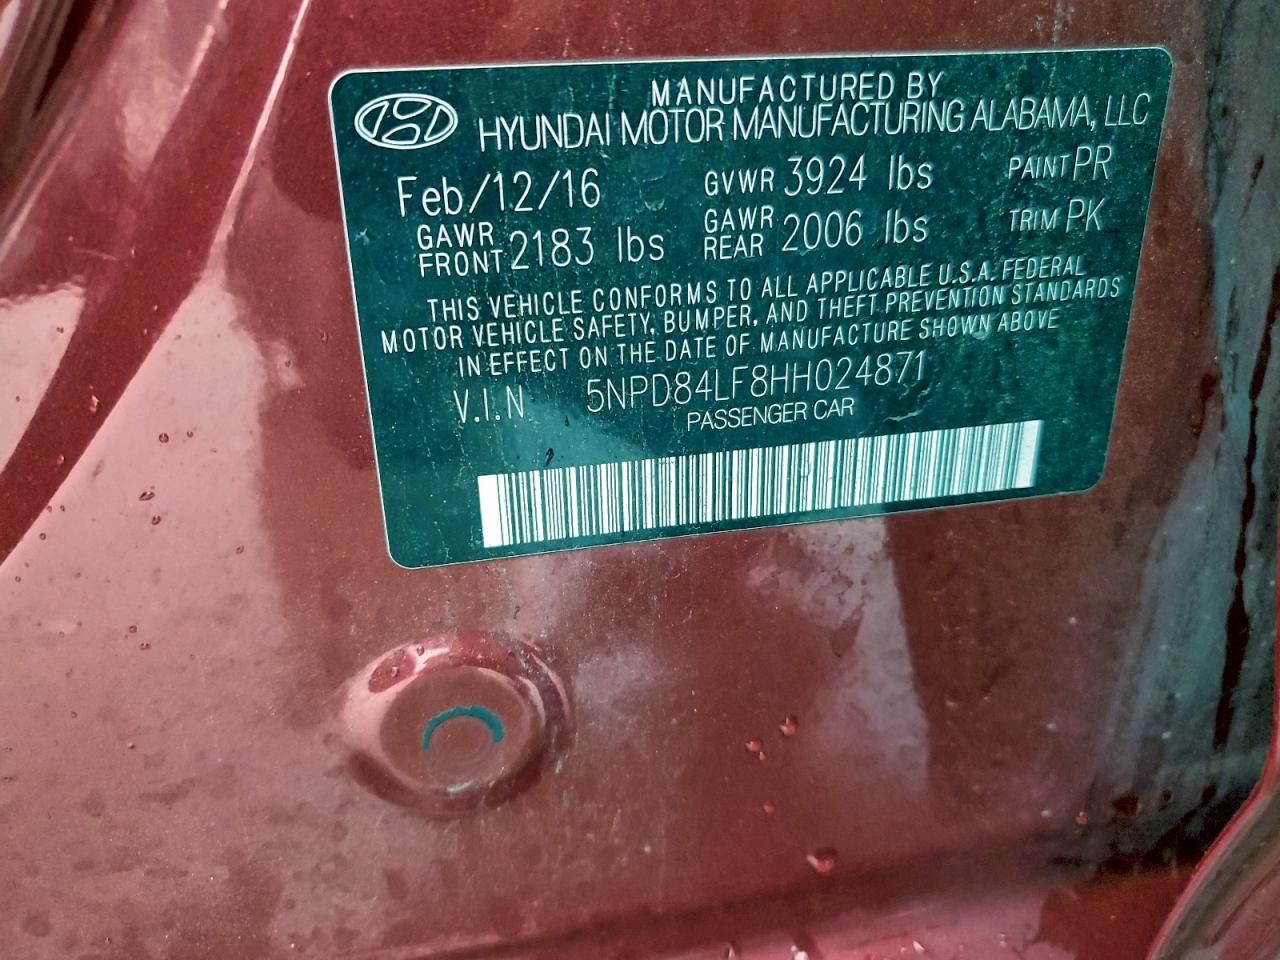 MANUFACTURED BY
HYUNDAI MOTOR MANUFACTURING ALABAMA, LLC
Feb/12/16 GVWR 3924 lbs PAINT PR
GAWR FRONT 2183 lbs GAWR REAR 2006 lbs TRIM PK
THIS VEHICLE CONFORMS TO ALL APPLICABLE U.S.A. FEDERAL
MOTOR VEHICLE SAFETY, BUMPER, AND THEFT PREVENTION STANDARDS
IN EFFECT ON THE DATE OF MANUFACTURE SHOWN ABOVE
V.I.N 5NPD84LF8HH024871
PASSENGER CAR